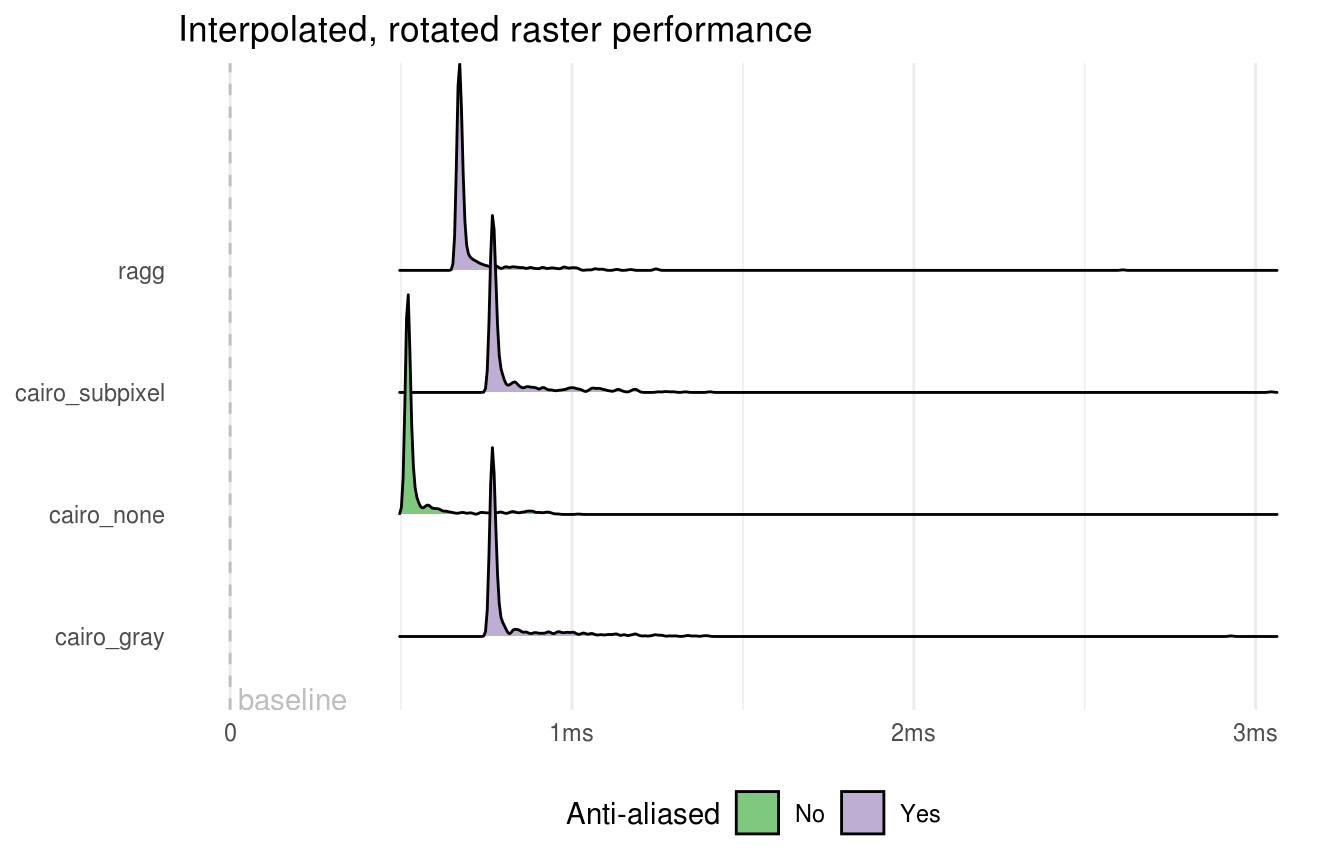 Interpolated, rotated raster performance
ragg
cairo_subpixel
cairo_none
cairo_gray
baseline
0 1ms 2ms 3ms
Anti-aliased No Yes